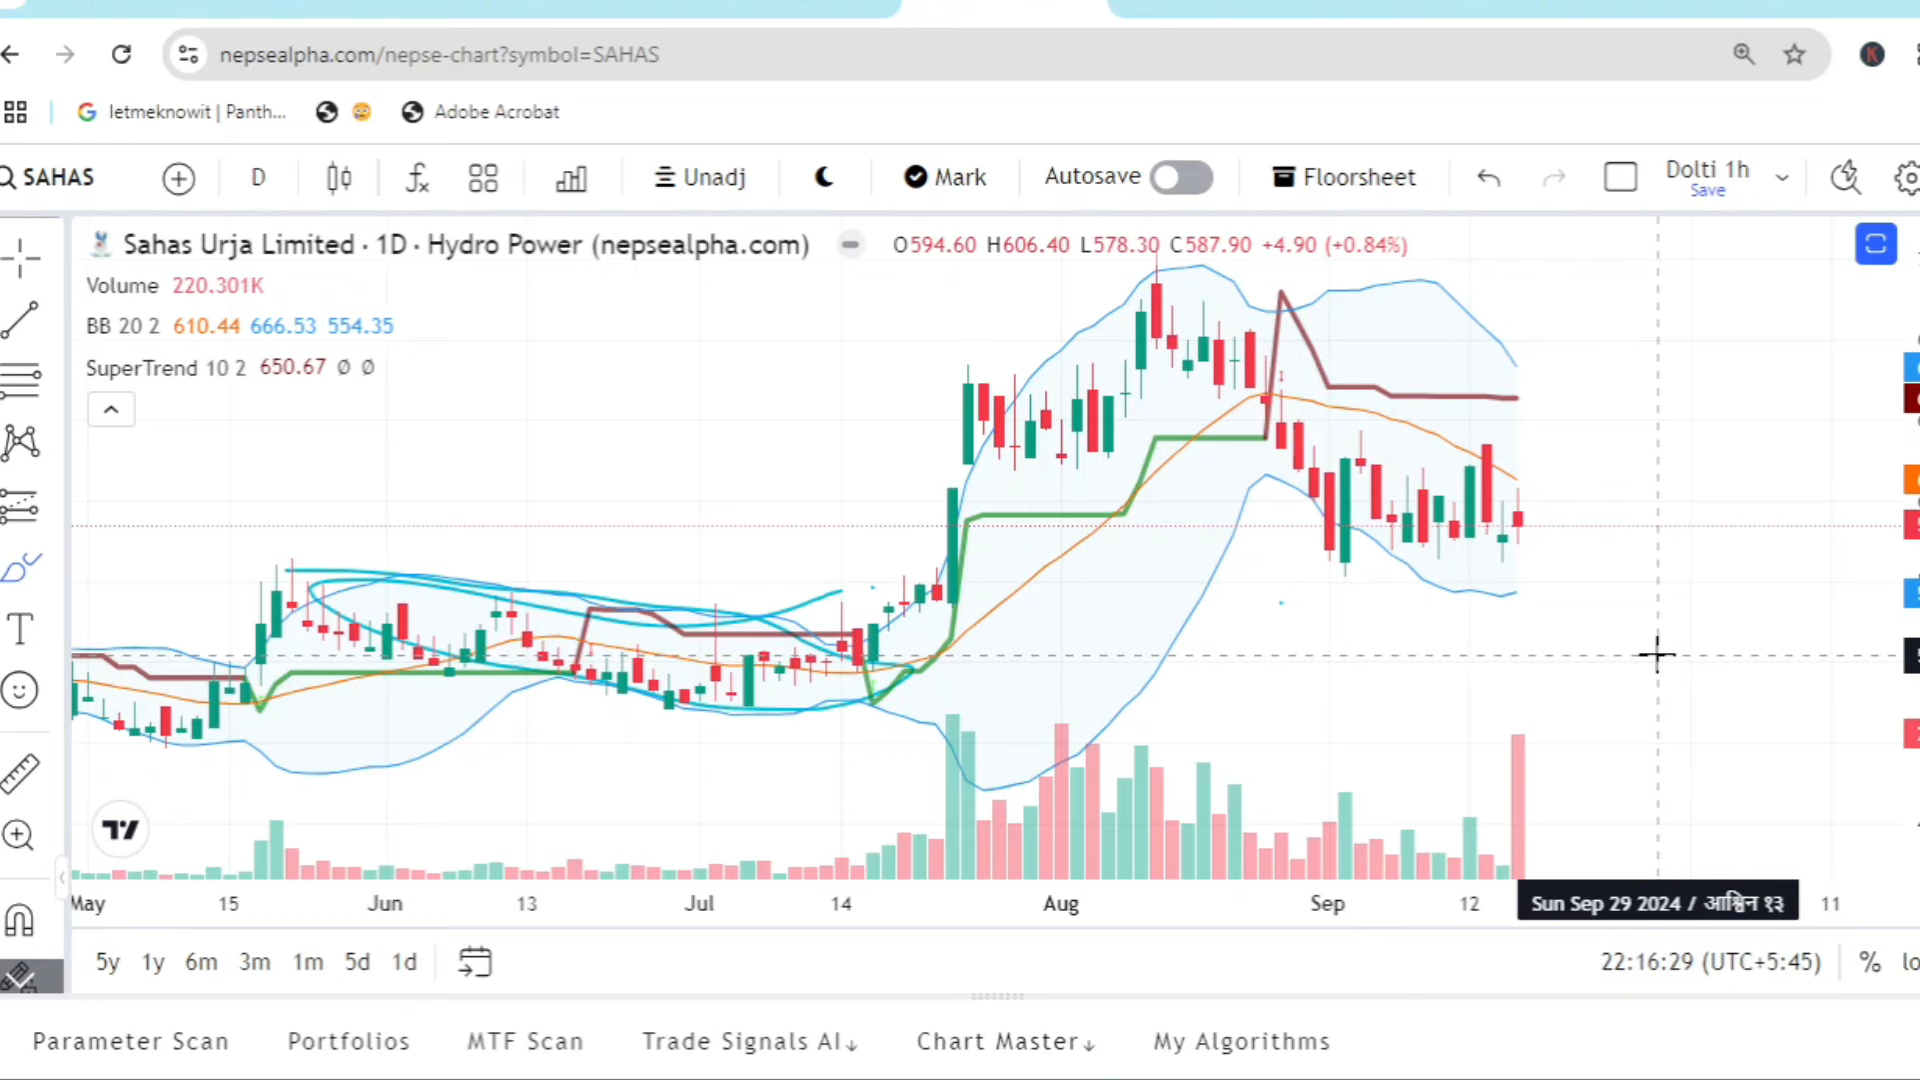 nepsealpha.com/nepse-chart?symbol=SAHAS
letmeknowit | Panth...
Adobe Acrobat
SAHAS
D
Unadj
Mark
Autosave
Floorsheet
Dolti 1h
Save
Sahas Urja Limited · 1D · Hydro Power (nepsealpha.com)
O594.60 H606.40 L578.30 C587.90 +4.90 (+0.84%)
Volume 220.301K
BB 20 2 610.44 666.53 554.35
SuperTrend 10 2 650.67 Ø Ø
May 15 Jun 13 Jul 14 Aug Sep 12 Sun Sep 29 2024 / आश्विन १३ 11
5y 1y 6m 3m 1m 5d 1d
22:16:29 (UTC+5:45) %
Parameter Scan Portfolios MTF Scan Trade Signals AI↓ Chart Master↓ My Algorithms